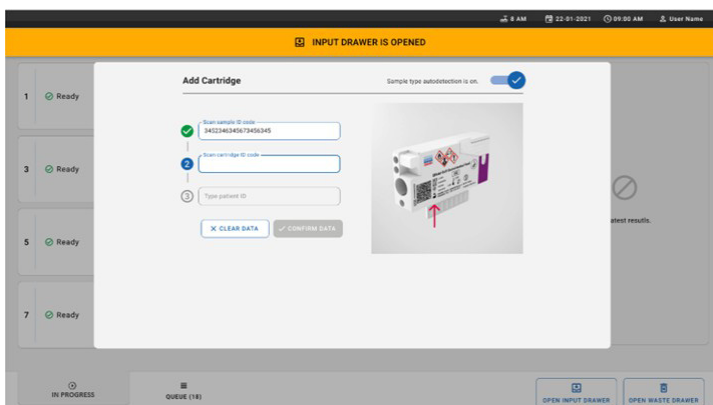 8 AM
22-01-2021
09:00 AM
User Name
INPUT DRAWER IS OPENED
Add Cartridge
Sample type autodetection is on.
1
Ready
Scan sample ID code
3452346345673456345
2
Scan cartridge ID code
3
Ready
3
Type patient ID
atest resutls.
CLEAR DATA
CONFIRM DATA
5
Ready
7
Ready
IN PROGRESS
QUEUE (18)
OPEN INPUT DRAWER
OPEN WASTE DRAWER